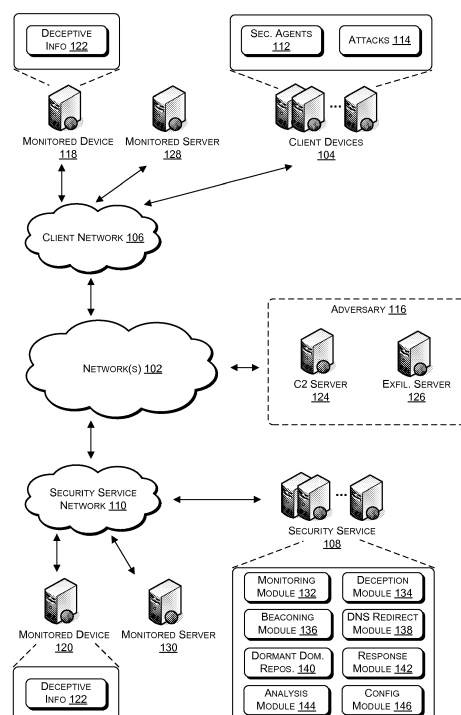 DECEPTIVE
INFO 122
SEC. AGENTS
112
ATTACKS 114
MONITORED DEVICE
118
MONITORED SERVER
128
CLIENT DEVICES
104
CLIENT NETWORK 106
ADVERSARY 116
NETWORK(S) 102
C2 SERVER
124
EXFIL. SERVER
126
SECURITY SERVICE
NETWORK 110
SECURITY SERVICE
108
MONITORED DEVICE
120
MONITORED SERVER
130
MONITORING
MODULE 132
DECEPTION
MODULE 134
BEACONING
MODULE 136
DNS REDIRECT
MODULE 138
DORMANT DOM.
REPOS. 140
RESPONSE
MODULE 142
DECEPTIVE
INFO 122
ANALYSIS
MODULE 144
CONFIG
MODULE 146